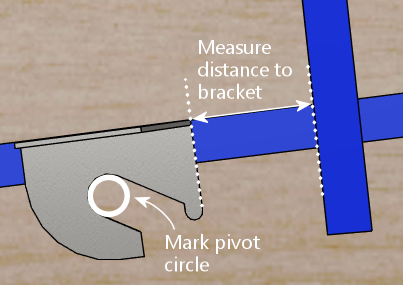 Measure
distance to
bracket
Mark pivot
circle